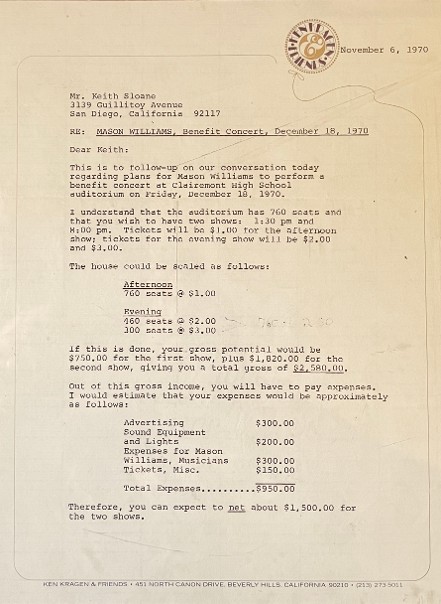 KEN KRAGEN & FRIENDS
November 6, 1970
Mr. Keith Sloane
3139 Guillitoy Avenue
San Diego, California 92117
RE: MASON WILLIAMS, Benefit Concert, December 18, 1970
Dear Keith:
This is to follow-up on our conversation today
regarding plans for Mason Williams to perform a
benefit concert at Clairemont High School
auditorium on Friday, December 18, 1970.
I understand that the auditorium has 760 seats and
that you wish to have two shows: 1:30 pm and
8:00 pm. Tickets will be $1.00 for the afternoon
show; tickets for the evening show will be $2.00
and $3.00.
The house could be scaled as follows:
Afternoon
760 seats @ $1.00
Evening
460 seats @ $2.00
300 seats @ $3.00
If this is done, your gross potential would be
$750.00 for the first show, plus $1,820.00 for the
second show, giving you a total gross of $2,580.00.
Out of this gross income, you will have to pay expenses.
I would estimate that your expenses would be approximately
as follows:
Advertising $300.00
Sound Equipment
and Lights $200.00
Expenses for Mason
Williams, Musicians $300.00
Tickets, Misc. $150.00
Total Expenses..........$950.00
Therefore, you can expect to net about $1,500.00 for
the two shows.
KEN KRAGEN & FRIENDS • 451 NORTH CANON DRIVE, BEVERLY HILLS, CALIFORNIA 90210 • (213) 273-5011